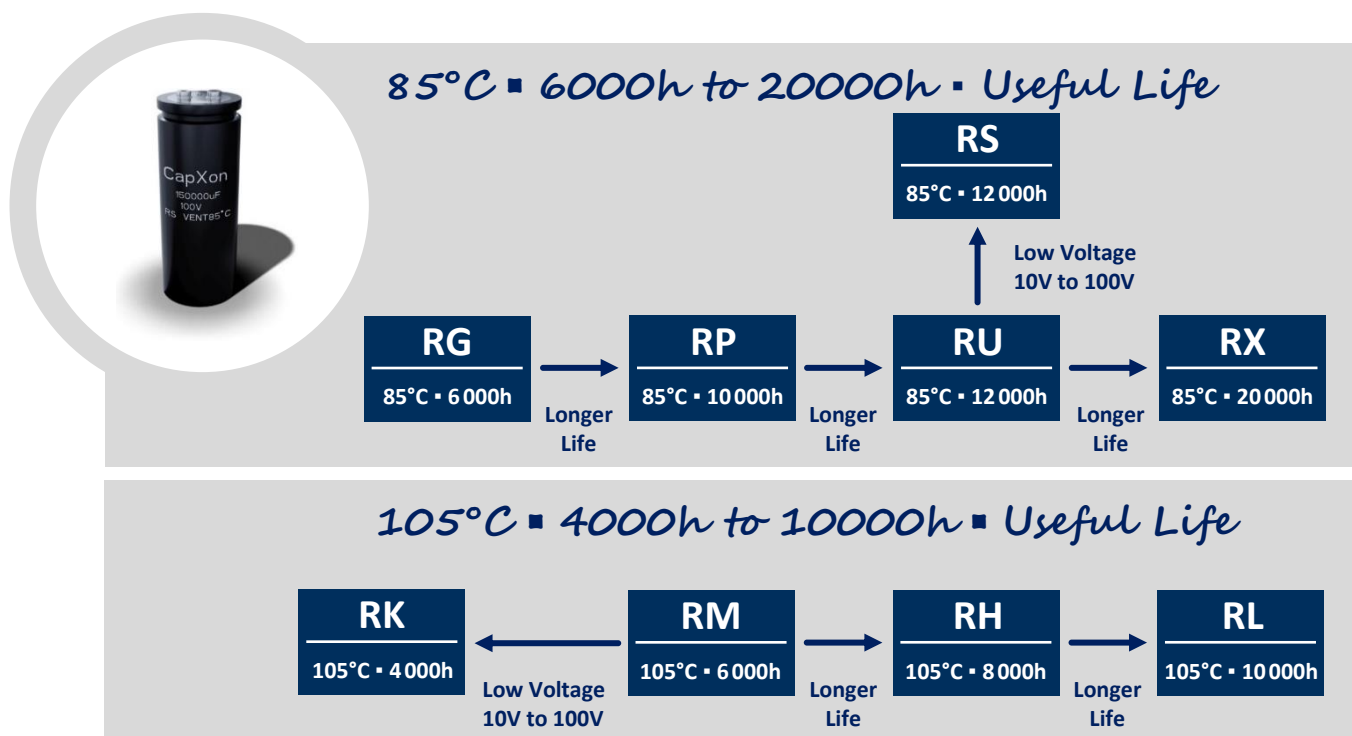 85°C ▪ 6000h to 20000h ▪ Useful Life
CapXon
150000uF
100V
RS VENT85°C
RS
85°C ▪ 12 000h
Low Voltage
10V to 100V
RG
85°C ▪ 6 000h
Longer
Life
RP
85°C ▪ 10 000h
Longer
Life
RU
85°C ▪ 12 000h
Longer
Life
RX
85°C ▪ 20 000h
105°C ▪ 4000h to 10000h ▪ Useful Life
RK
105°C ▪ 4 000h
Low Voltage
10V to 100V
RM
105°C ▪ 6 000h
Longer
Life
RH
105°C ▪ 8 000h
Longer
Life
RL
105°C ▪ 10 000h